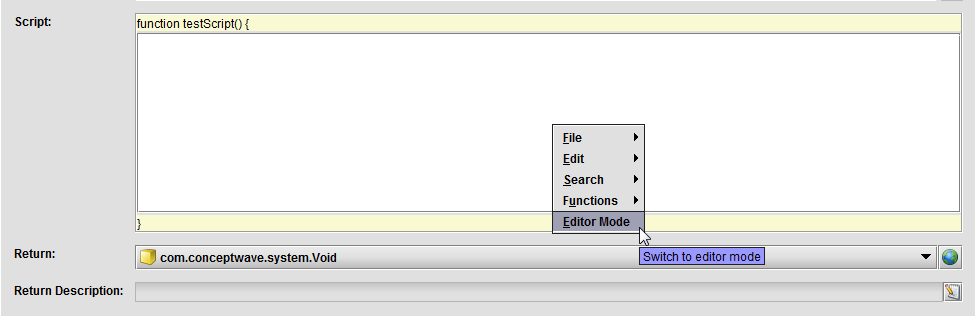 Script:
function testScript() {
File
Edit
Search
Functions
Editor Mode
}
Return:
com.conceptwave.system.Void
Switch to editor mode
Return Description: